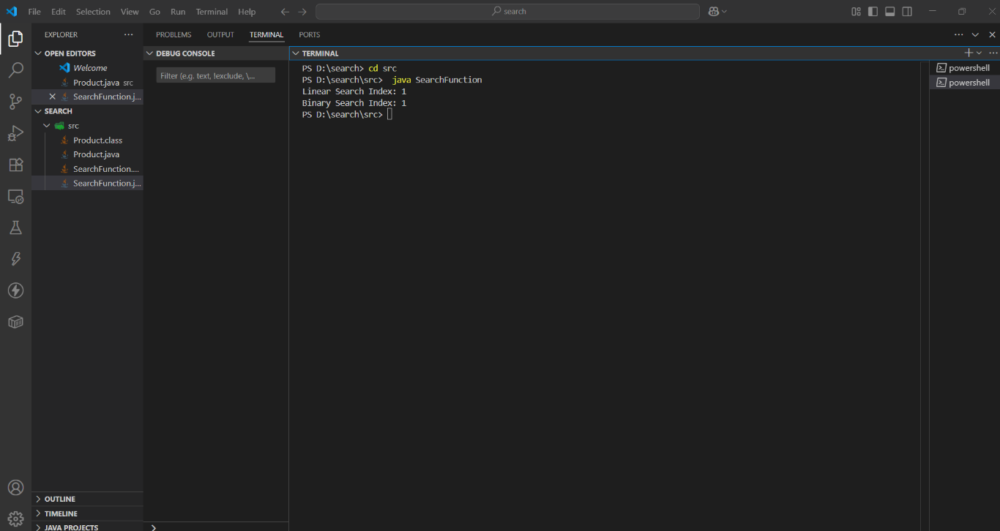 File Edit Selection View Go Run Terminal Help
search
EXPLORER
OPEN EDITORS
Welcome
Product.java src
SearchFunction.j...
SEARCH
src
Product.class
Product.java
SearchFunction....
SearchFunction.j...
OUTLINE
TIMELINE
JAVA PROJECTS
PROBLEMS OUTPUT TERMINAL PORTS
DEBUG CONSOLE
Filter (e.g. text, !exclude, \...
TERMINAL
PS D:\search> cd src
PS D:\search\src>  java SearchFunction
Linear Search Index: 1
Binary Search Index: 1
PS D:\search\src>
powershell
powershell